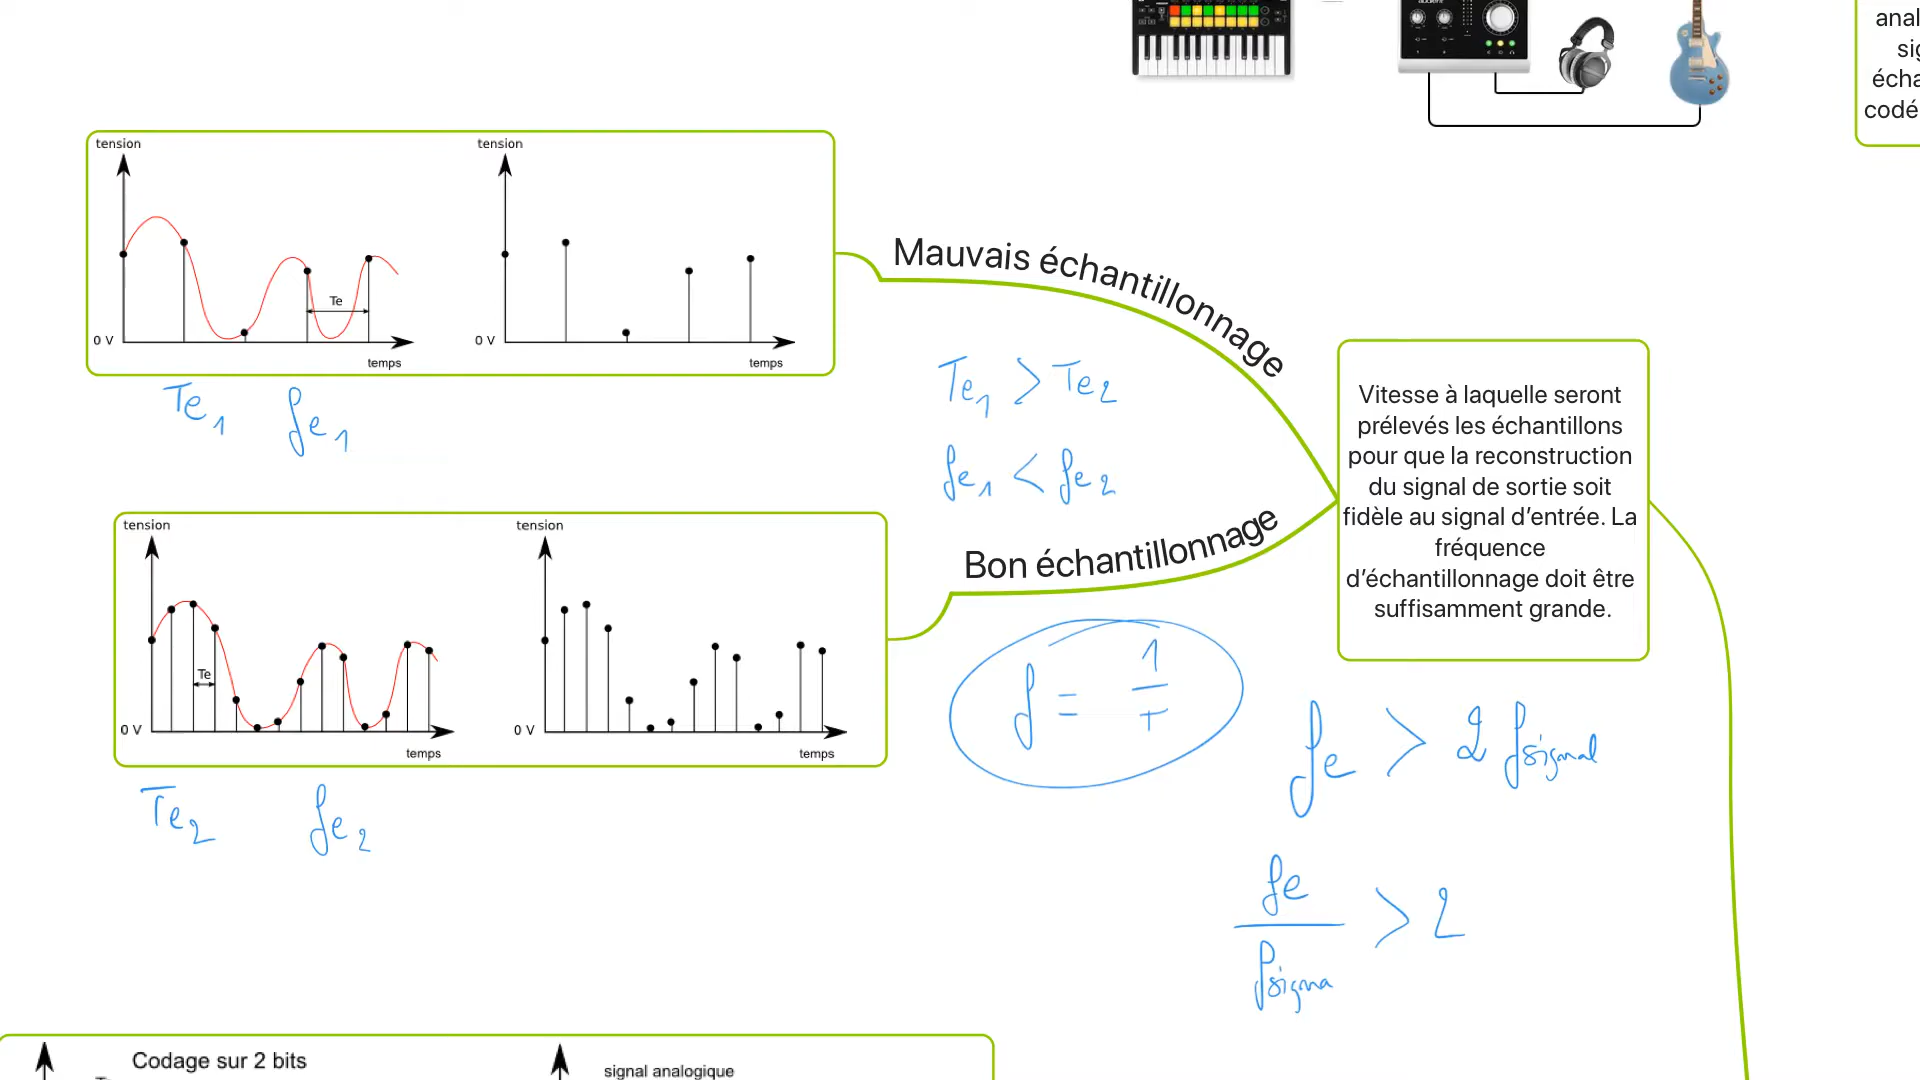 anal
sig
écha
codé
tension
tension
Te
0 V
0 V
temps
temps
Mauvais échantillonnage
Te1 fe1
Te1 > Te2
fe1 < fe2
Vitesse à laquelle seront
prélevés les échantillons
pour que la reconstruction
du signal de sortie soit
fidèle au signal d'entrée. La
fréquence
d'échantillonnage doit être
suffisamment grande.
Bon échantillonnage
tension
tension
Te
0 V
0 V
temps
temps
Te2 fe2
f = 1/T
fe > 2 fsignal
fe/fsigna > 2
Codage sur 2 bits
signal analogique